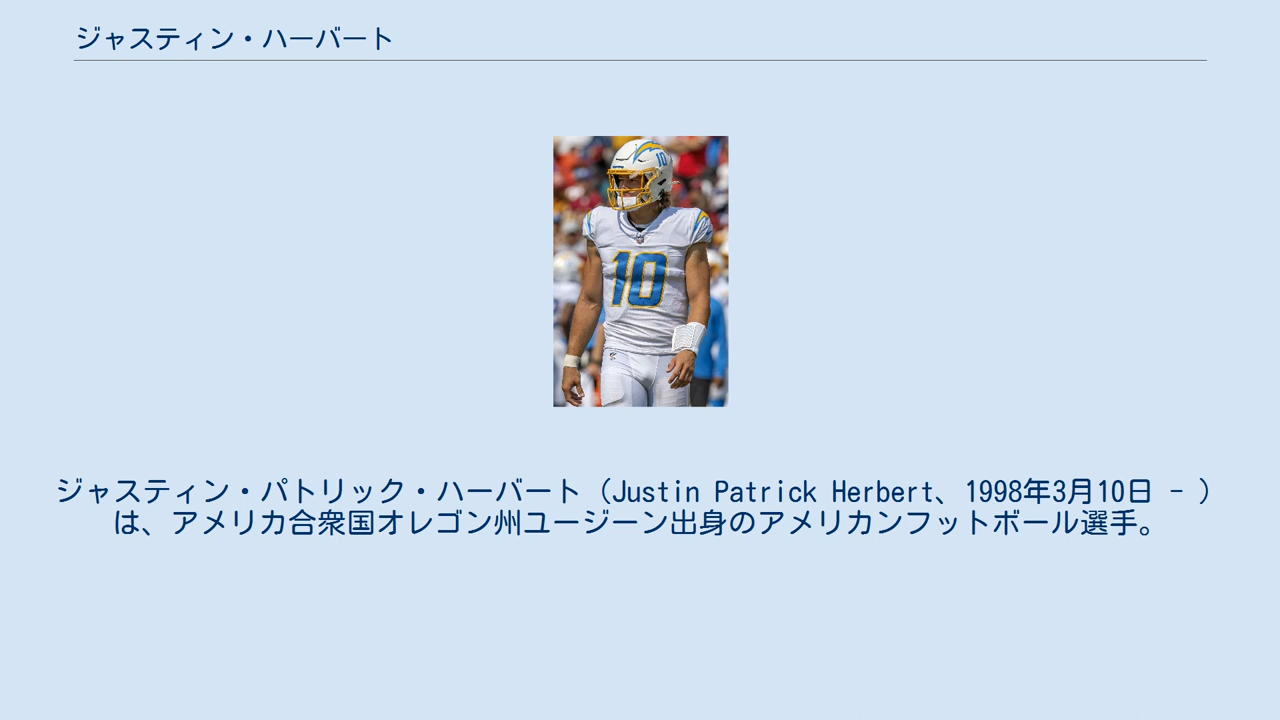 ジャスティン・ハーバート
10
10
ジャスティン・パトリック・ハーバート（Justin Patrick Herbert、1998年3月10日 - ）
は、アメリカ合衆国オレゴン州ユージーン出身のアメリカンフットボール選手。